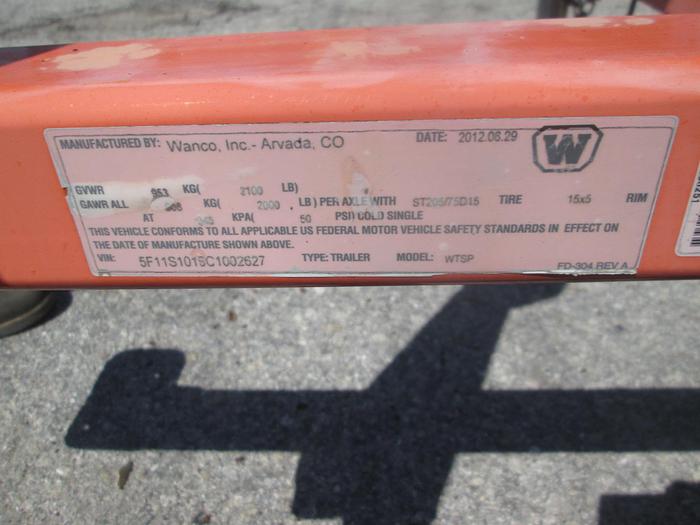 MANUFACTURED BY: Wanco, Inc.- Arvada, CO DATE: 2012.06.29 W
GVWR 953 KG( 2100 LB)
GAWR ALL KG( 2000 LB) PER AXLE WITH ST205/75D15 TIRE 15x5 RIM
AT 345 KPA( 50 PSI) COLD SINGLE
THIS VEHICLE CONFORMS TO ALL APPLICABLE US FEDERAL MOTOR VEHICLE SAFETY STANDARDS IN EFFECT ON
THE DATE OF MANUFACTURE SHOWN ABOVE.
VIN: 5F11S1019C1002627 TYPE: TRAILER MODEL: WTSP
FD-304 REV A